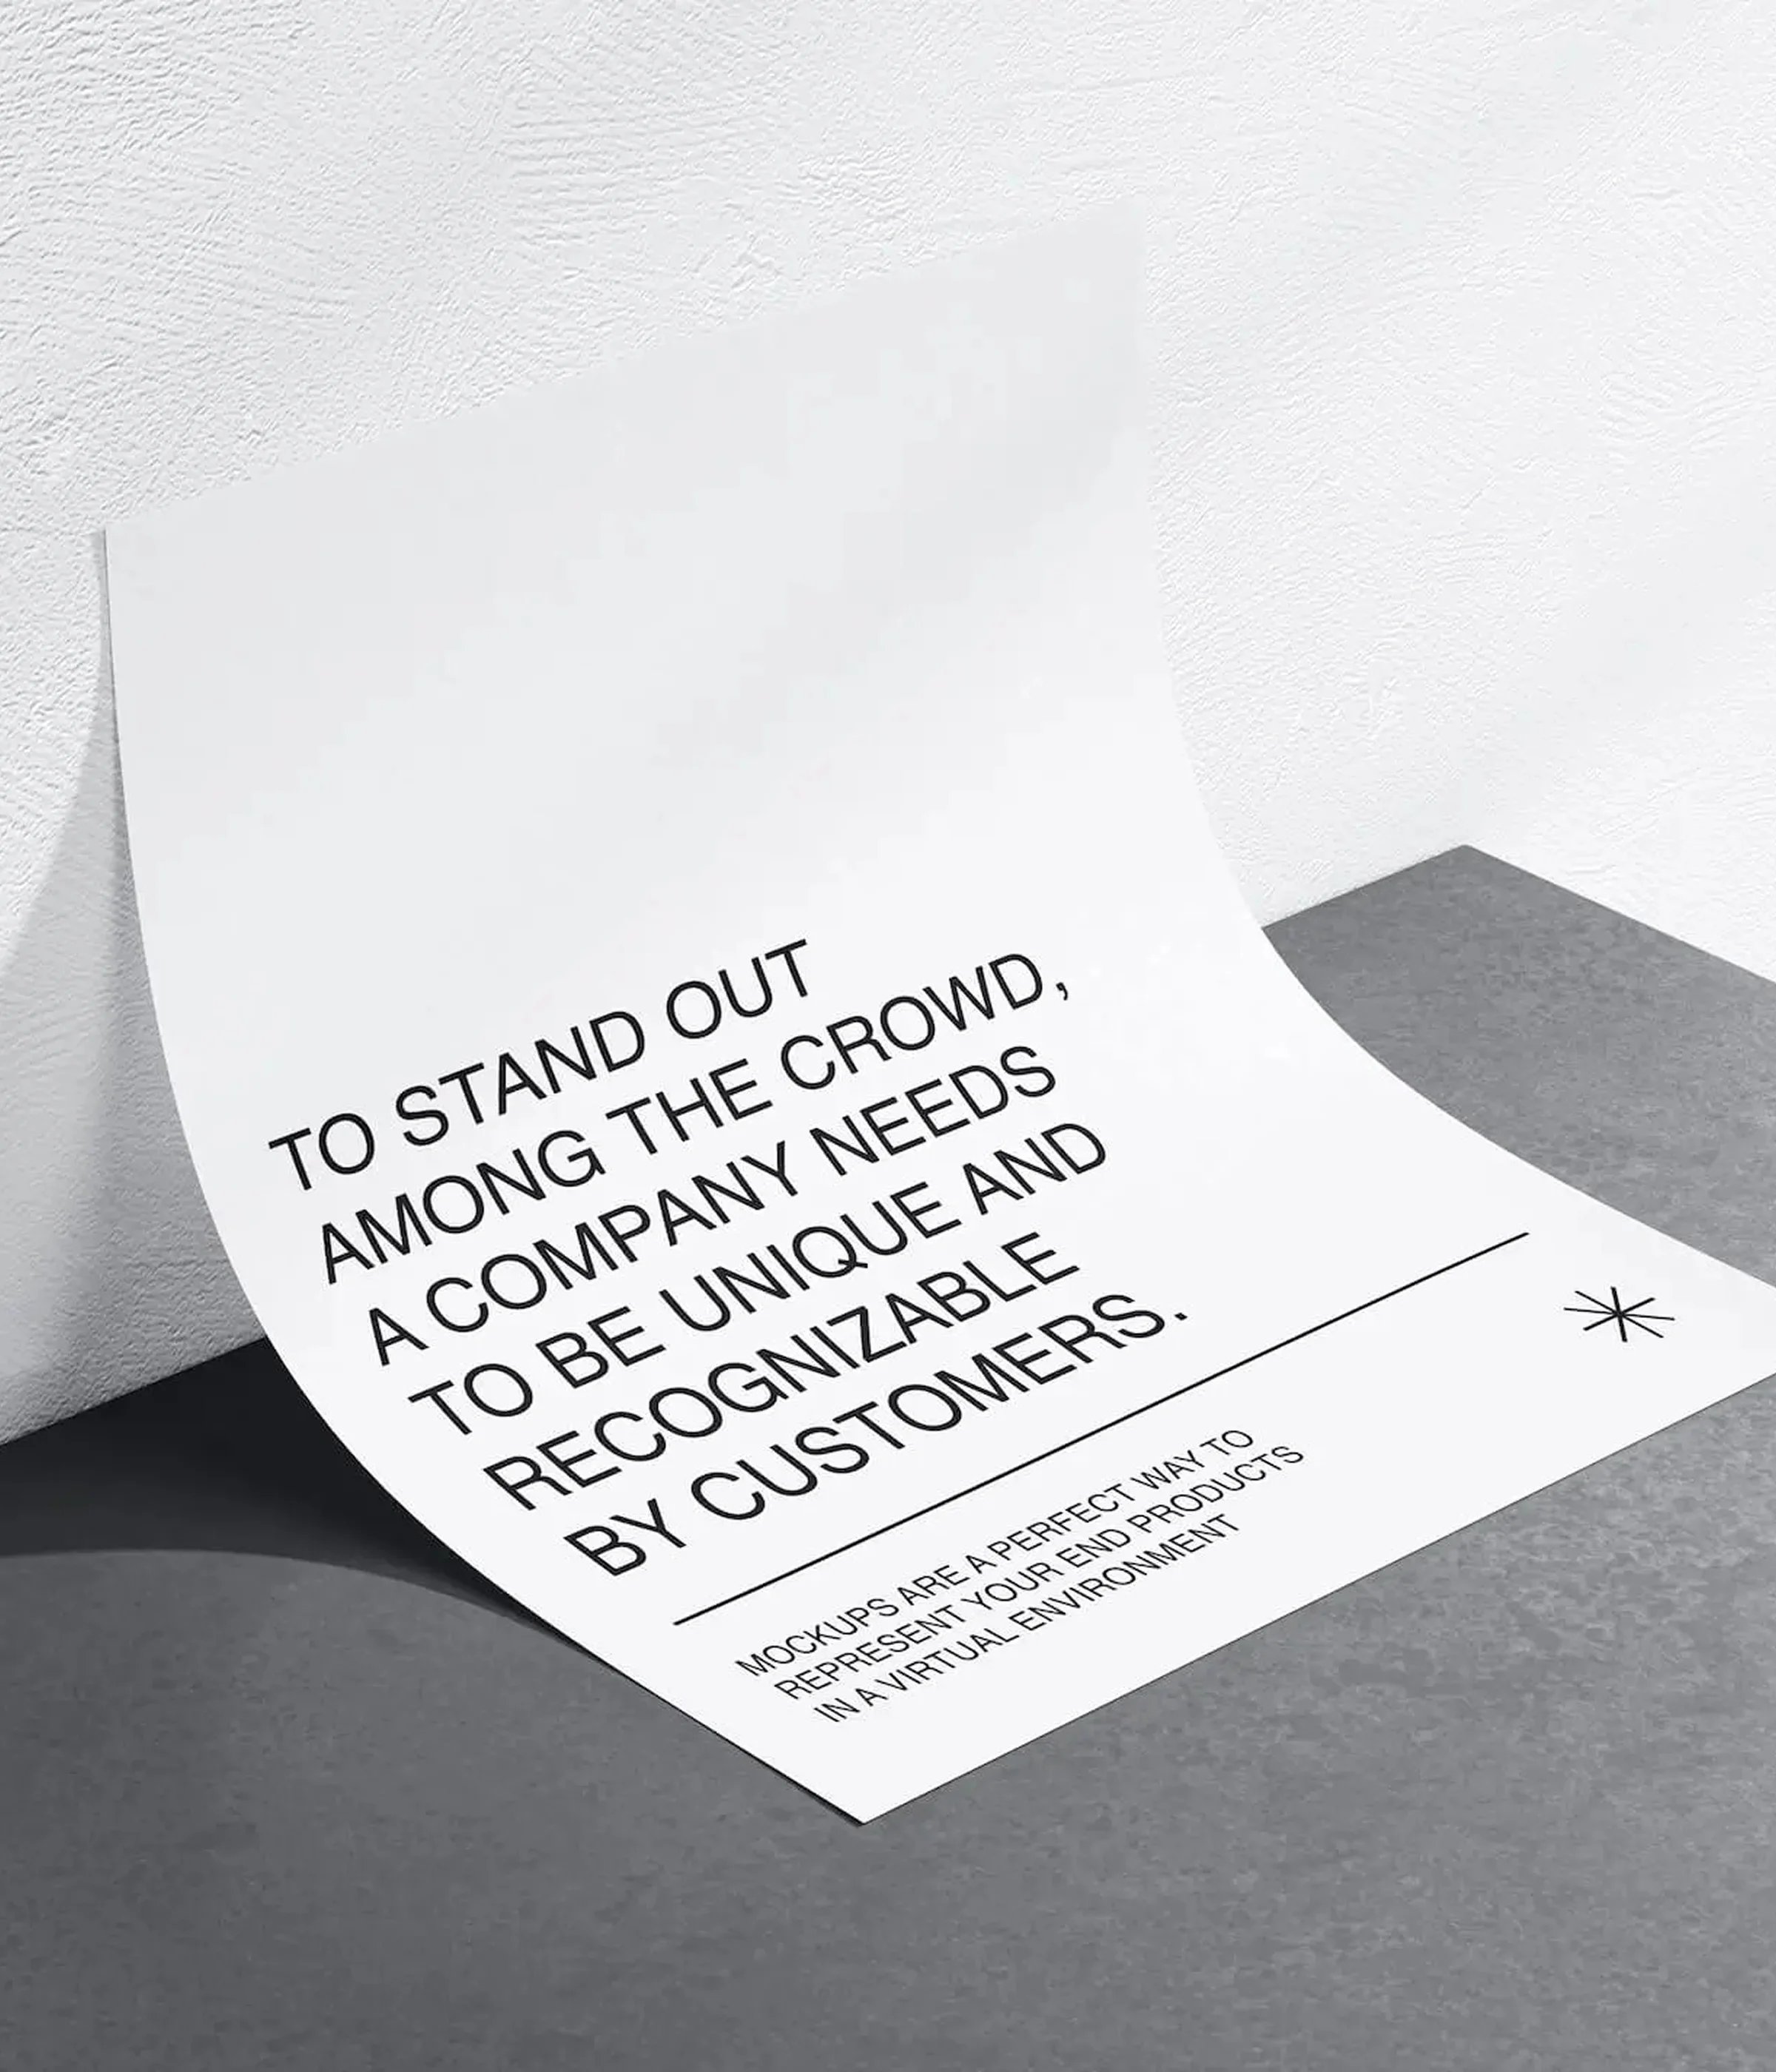 TO STAND OUT
AMONG THE CROWD,
A COMPANY NEEDS
TO BE UNIQUE AND
RECOGNIZABLE
BY CUSTOMERS.
MOCKUPS ARE A PERFECT WAY TO
REPRESENT YOUR END PRODUCTS
IN A VIRTUAL ENVIRONMENT